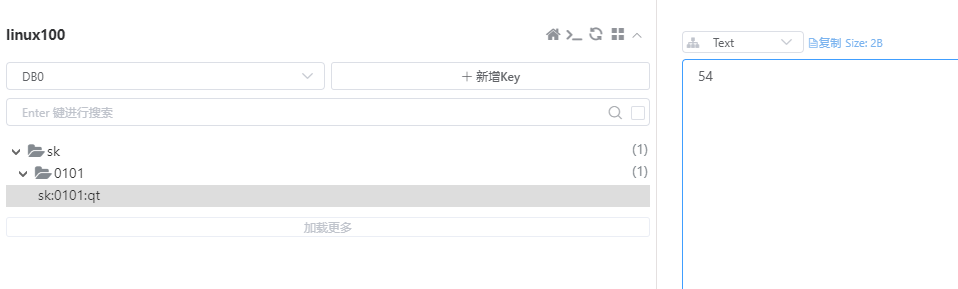 linux100
DB0
+ 新增Key
Enter 键进行搜索
sk (1)
0101 (1)
sk:0101:qt
加载更多
Text 复制 Size: 2B
54